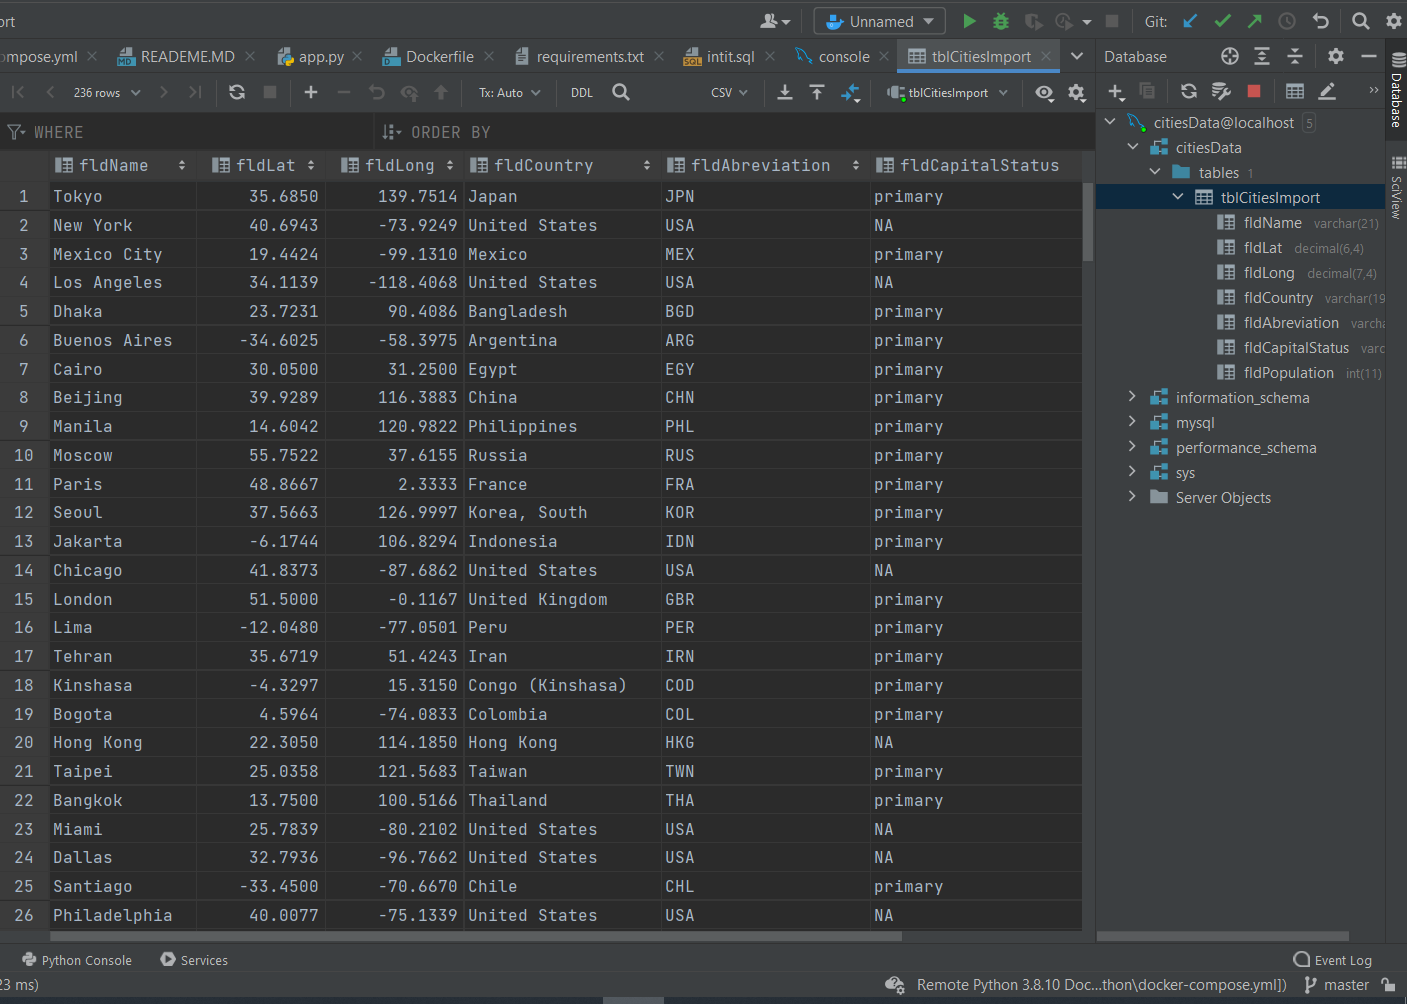 ort
Unnamed
Git:
ompose.yml
MD READEME.MD
app.py
D Dockerfile
requirements.txt
SQL intit.sql
console
tblCitiesImport
Database
236 rows
Tx: Auto
DDL
CSV
tblCitiesImport
WHERE
ORDER BY
fldName fldLat fldLong fldCountry fldAbreviation fldCapitalStatus
1 Tokyo 35.6850 139.7514 Japan JPN primary
2 New York 40.6943 -73.9249 United States USA NA
3 Mexico City 19.4424 -99.1310 Mexico MEX primary
4 Los Angeles 34.1139 -118.4068 United States USA NA
5 Dhaka 23.7231 90.4086 Bangladesh BGD primary
6 Buenos Aires -34.6025 -58.3975 Argentina ARG primary
7 Cairo 30.0500 31.2500 Egypt EGY primary
8 Beijing 39.9289 116.3883 China CHN primary
9 Manila 14.6042 120.9822 Philippines PHL primary
10 Moscow 55.7522 37.6155 Russia RUS primary
11 Paris 48.8667 2.3333 France FRA primary
12 Seoul 37.5663 126.9997 Korea, South KOR primary
13 Jakarta -6.1744 106.8294 Indonesia IDN primary
14 Chicago 41.8373 -87.6862 United States USA NA
15 London 51.5000 -0.1167 United Kingdom GBR primary
16 Lima -12.0480 -77.0501 Peru PER primary
17 Tehran 35.6719 51.4243 Iran IRN primary
18 Kinshasa -4.3297 15.3150 Congo (Kinshasa) COD primary
19 Bogota 4.5964 -74.0833 Colombia COL primary
20 Hong Kong 22.3050 114.1850 Hong Kong HKG NA
21 Taipei 25.0358 121.5683 Taiwan TWN primary
22 Bangkok 13.7500 100.5166 Thailand THA primary
23 Miami 25.7839 -80.2102 United States USA NA
24 Dallas 32.7936 -96.7662 United States USA NA
25 Santiago -33.4500 -70.6670 Chile CHL primary
26 Philadelphia 40.0077 -75.1339 United States USA NA
citiesData@localhost 5
citiesData
tables 1
tblCitiesImport
fldName varchar(21)
fldLat decimal(6,4)
fldLong decimal(7,4)
fldCountry varchar(19
fldAbreviation varcha
fldCapitalStatus varc
fldPopulation int(11)
information_schema
mysql
performance_schema
sys
Server Objects
Database
SciView
Python Console
Services
Event Log
23 ms)
Remote Python 3.8.10 Doc...thon\docker-compose.yml])
master